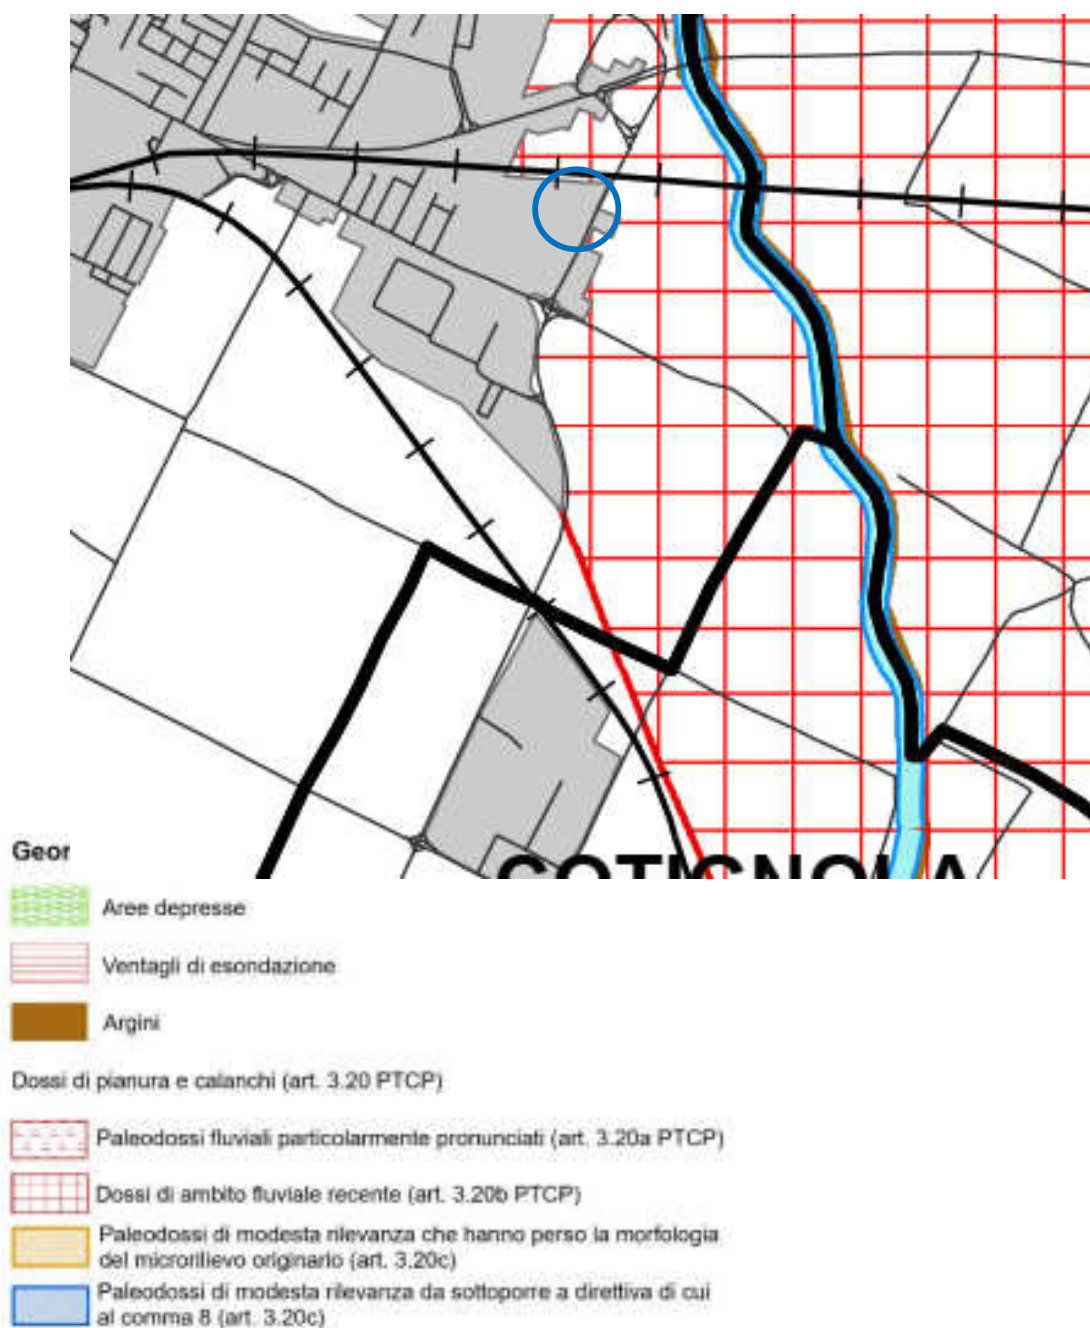 COTIGNOLA
Geor
Aree depresse
Ventagli di esondazione
Argini
Dossi di pianura e calanchi (art. 3.20 PTCP)
Paleodossi fluviali particolarmente pronunciati (art. 3.20a PTCP)
Dossi di ambito fluviale recente (art. 3.20b PTCP)
Paleodossi di modesta rilevanza che hanno perso la morfologia
del microrilievo originario (art. 3.20c)
Paleodossi di modesta rilevanza da sottoporre a direttiva di cui
al comma 8 (art. 3.20c)